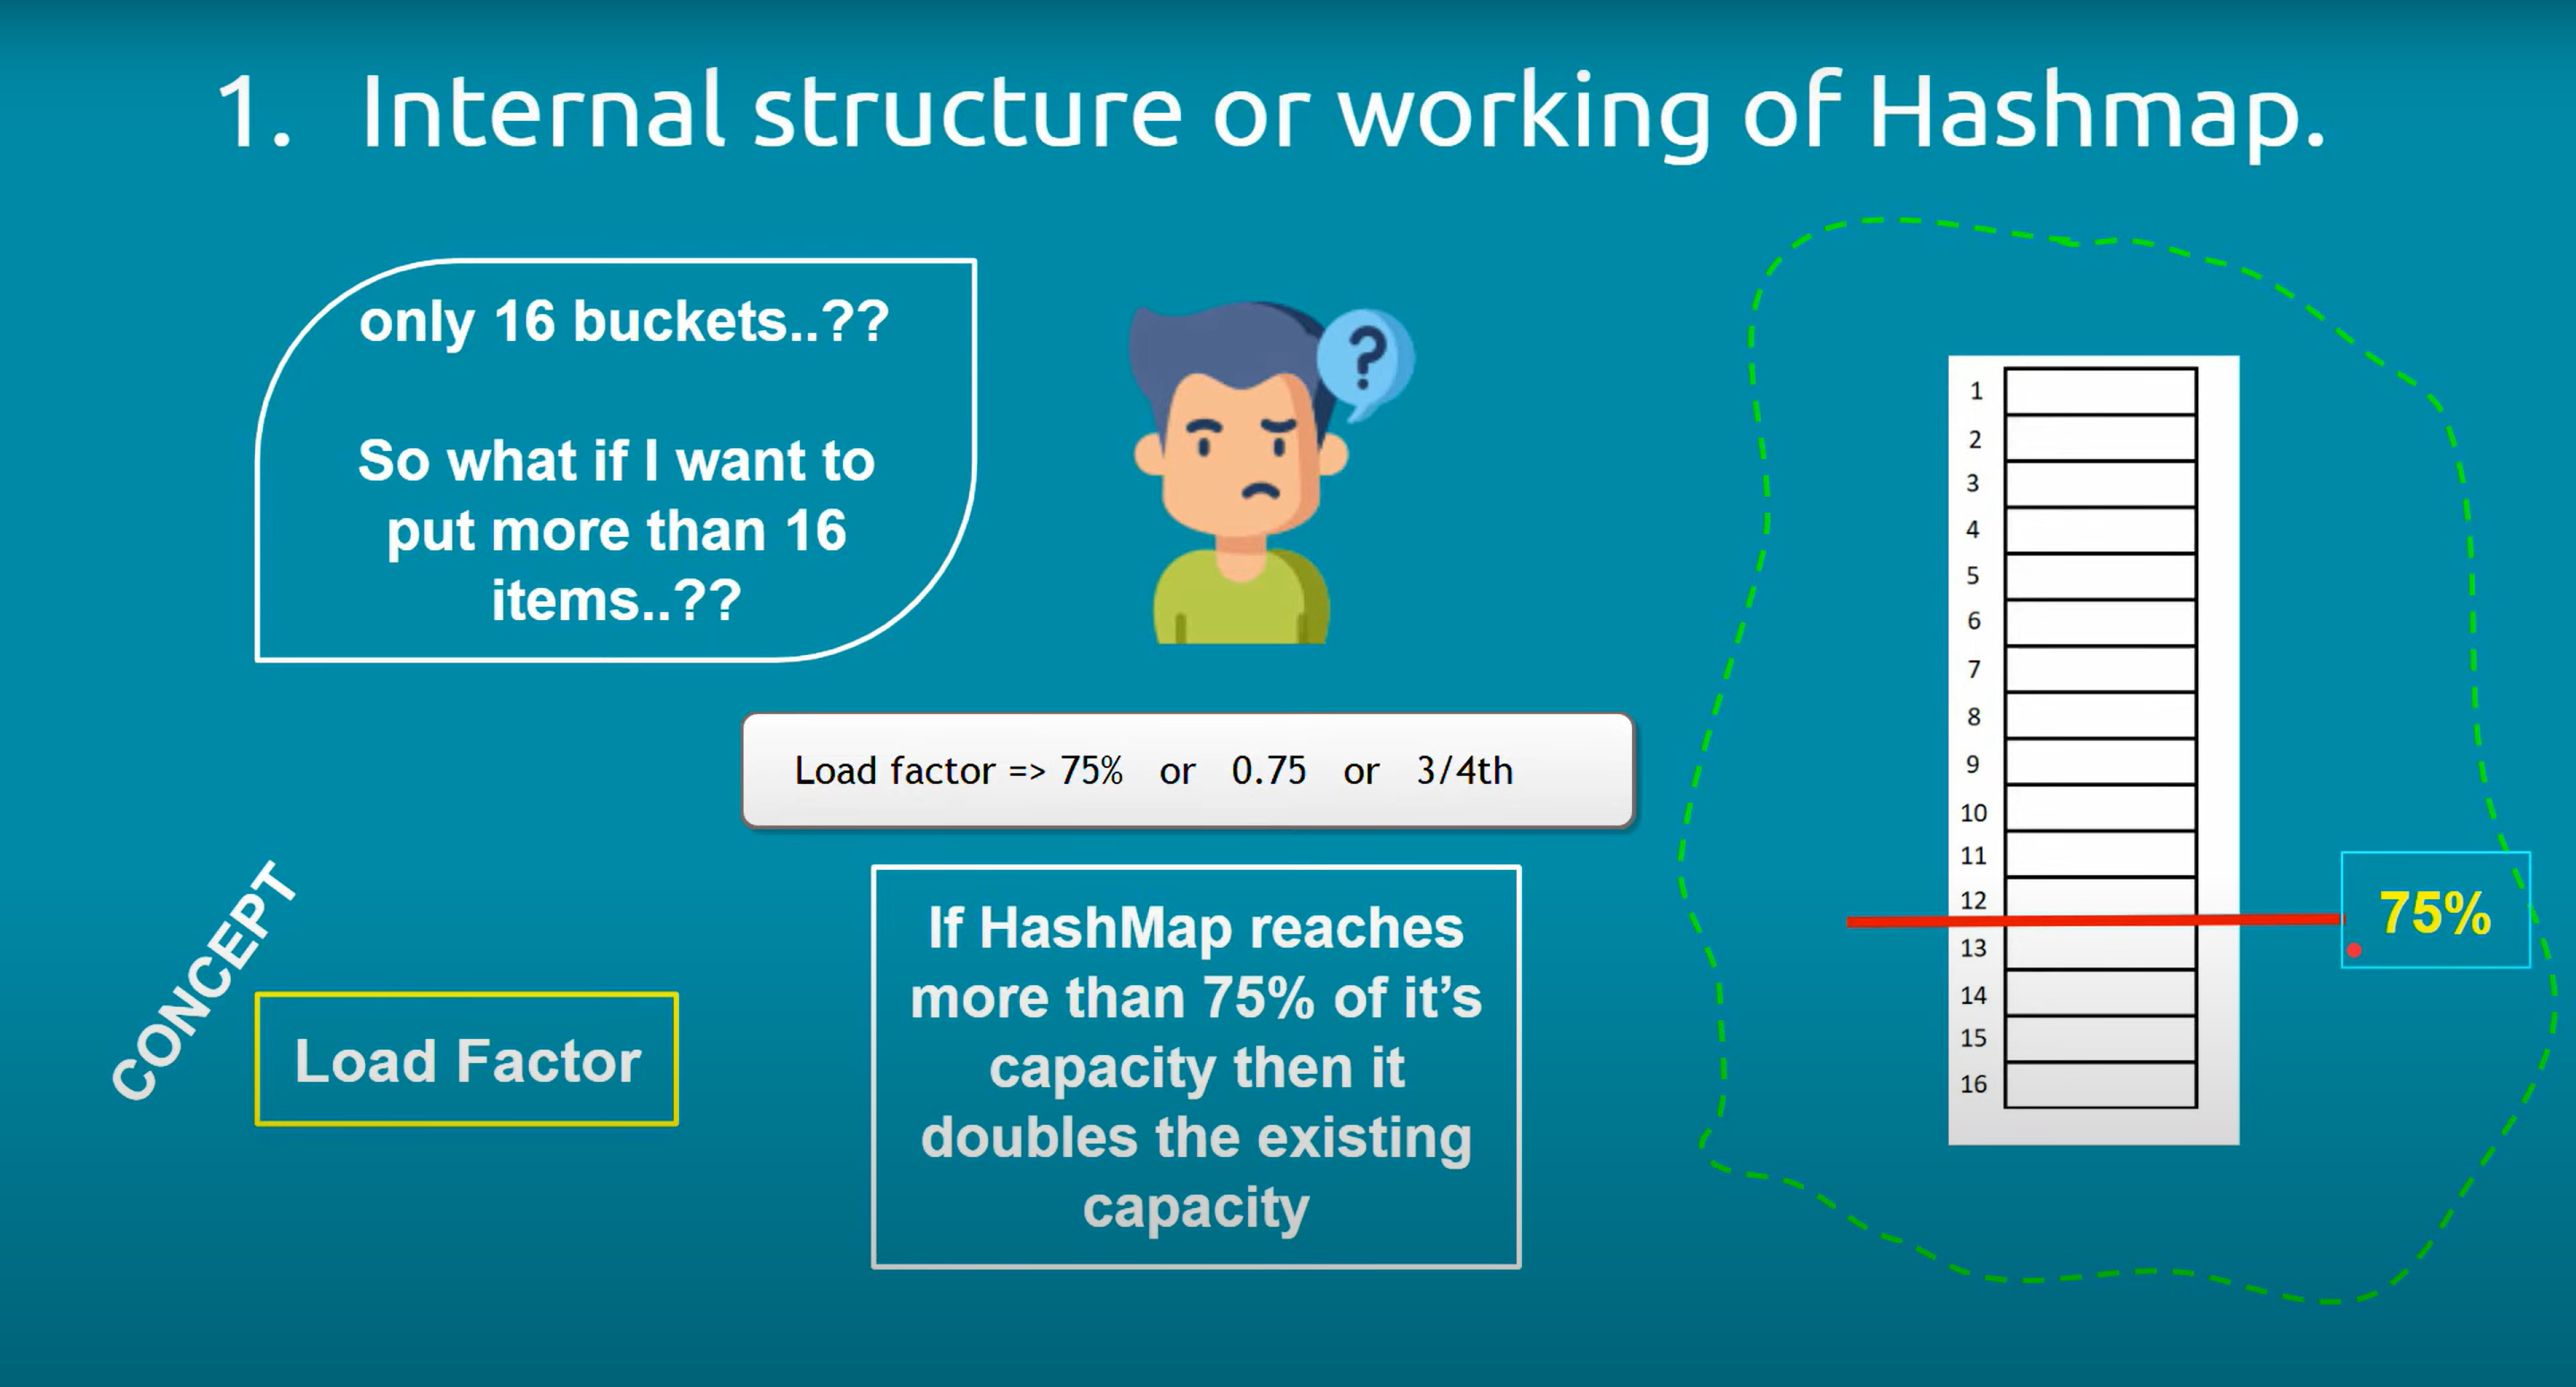 1. Internal structure or working of Hashmap.
only 16 buckets..??
So what if I want to
put more than 16
items..??
?
Load factor => 75% or 0.75 or 3/4th
CONCEPT
Load Factor
If HashMap reaches
more than 75% of it’s
capacity then it
doubles the existing
capacity
1
2
3
4
5
6
7
8
9
10
11
12
13
14
15
16
75%